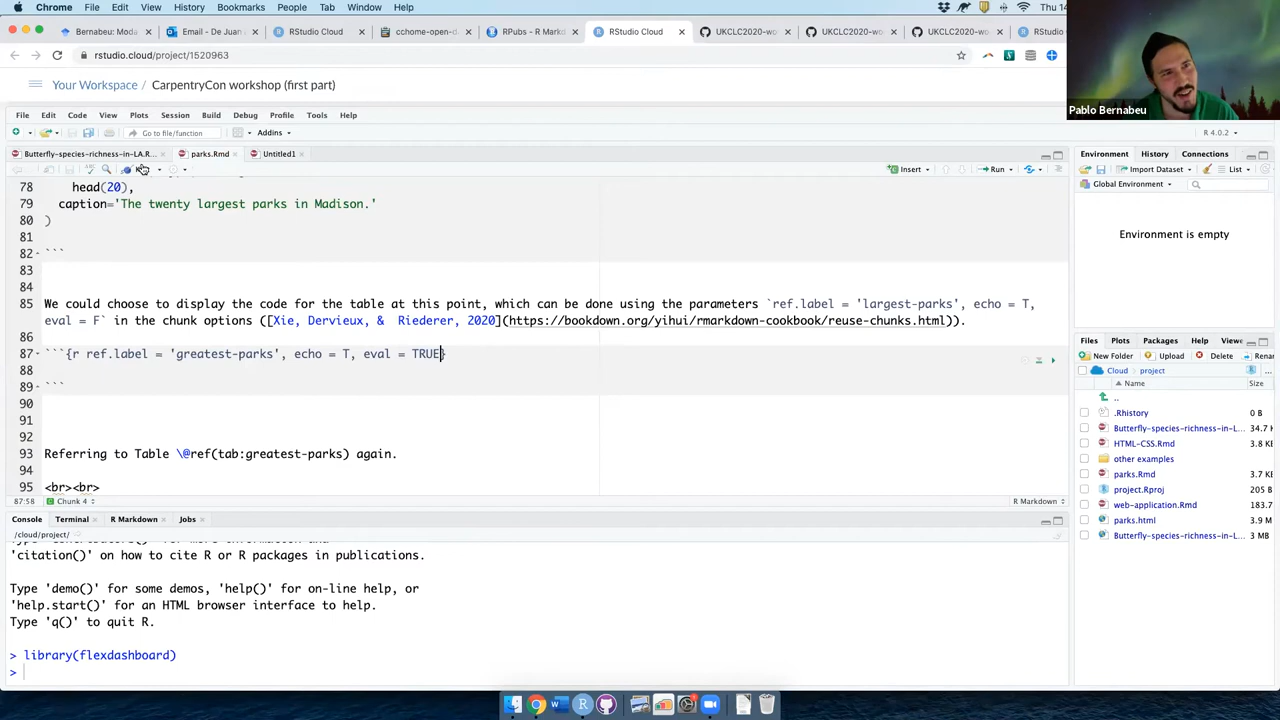 Chrome File Edit View History Bookmarks People Tab Window Help Thu 14
Bernabeu: Moda Email - De Juan RStudio Cloud cchome-open-d RPubs - R Mark RStudio Cloud UKCLC2020-wo UKCLC2020-wo UKCLC2020-wo RStudio
rstudio.cloud/project/1520963
Your Workspace / CarpentryCon workshop (first part)
Pablo Bernabeu
File Edit Code View Plots Session Build Debug Profile Tools Help
Go to file/function Addins
R 4.0.2
Butterfly-species-richness-in-LA.R... parks.Rmd Untitled1
Insert Run
78 head(20),
79 caption='The twenty largest parks in Madison.'
80 )
81
82 ```
83
84
85 We could choose to display the code for the table at this point, which can be done using the parameters `ref.label = 'largest-parks', echo = T,
eval = F` in the chunk options ([Xie, Dervieux, & Riederer, 2020](https://bookdown.org/yihui/rmarkdown-cookbook/reuse-chunks.html)).
86
87 ```{r ref.label = 'greatest-parks', echo = T, eval = TRUE}
88
89 ```
90
91
92
93 Referring to Table \@ref(tab:greatest-parks) again.
94
95 <br><br>
87:58 Chunk 4 R Markdown
Console Terminal R Markdown Jobs
/cloud/project/
'citation()' on how to cite R or R packages in publications.
Type 'demo()' for some demos, 'help()' for on-line help, or
'help.start()' for an HTML browser interface to help.
Type 'q()' to quit R.
> library(flexdashboard)
>
Environment History Connections
Import Dataset List
Global Environment
Environment is empty
Files Plots Packages Help Viewer
New Folder Upload Delete Renam
Cloud project
Name Size
..
.Rhistory 0 B
Butterfly-species-richness-in-L... 34.7 K
HTML-CSS.Rmd 3.8 KB
other examples
parks.Rmd 3.7 KB
project.Rproj 205 B
web-application.Rmd 183.7
parks.html 3.9 M
Butterfly-species-richness-in-L... 3 MB